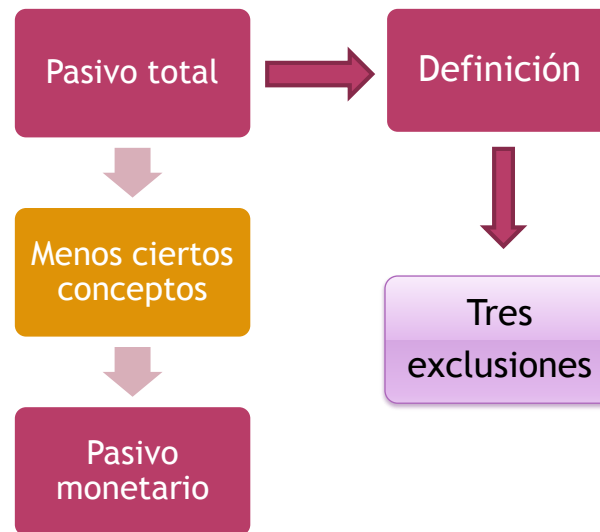 Pasivo total
Definición
Menos ciertos
conceptos
Tres
exclusiones
Pasivo
monetario